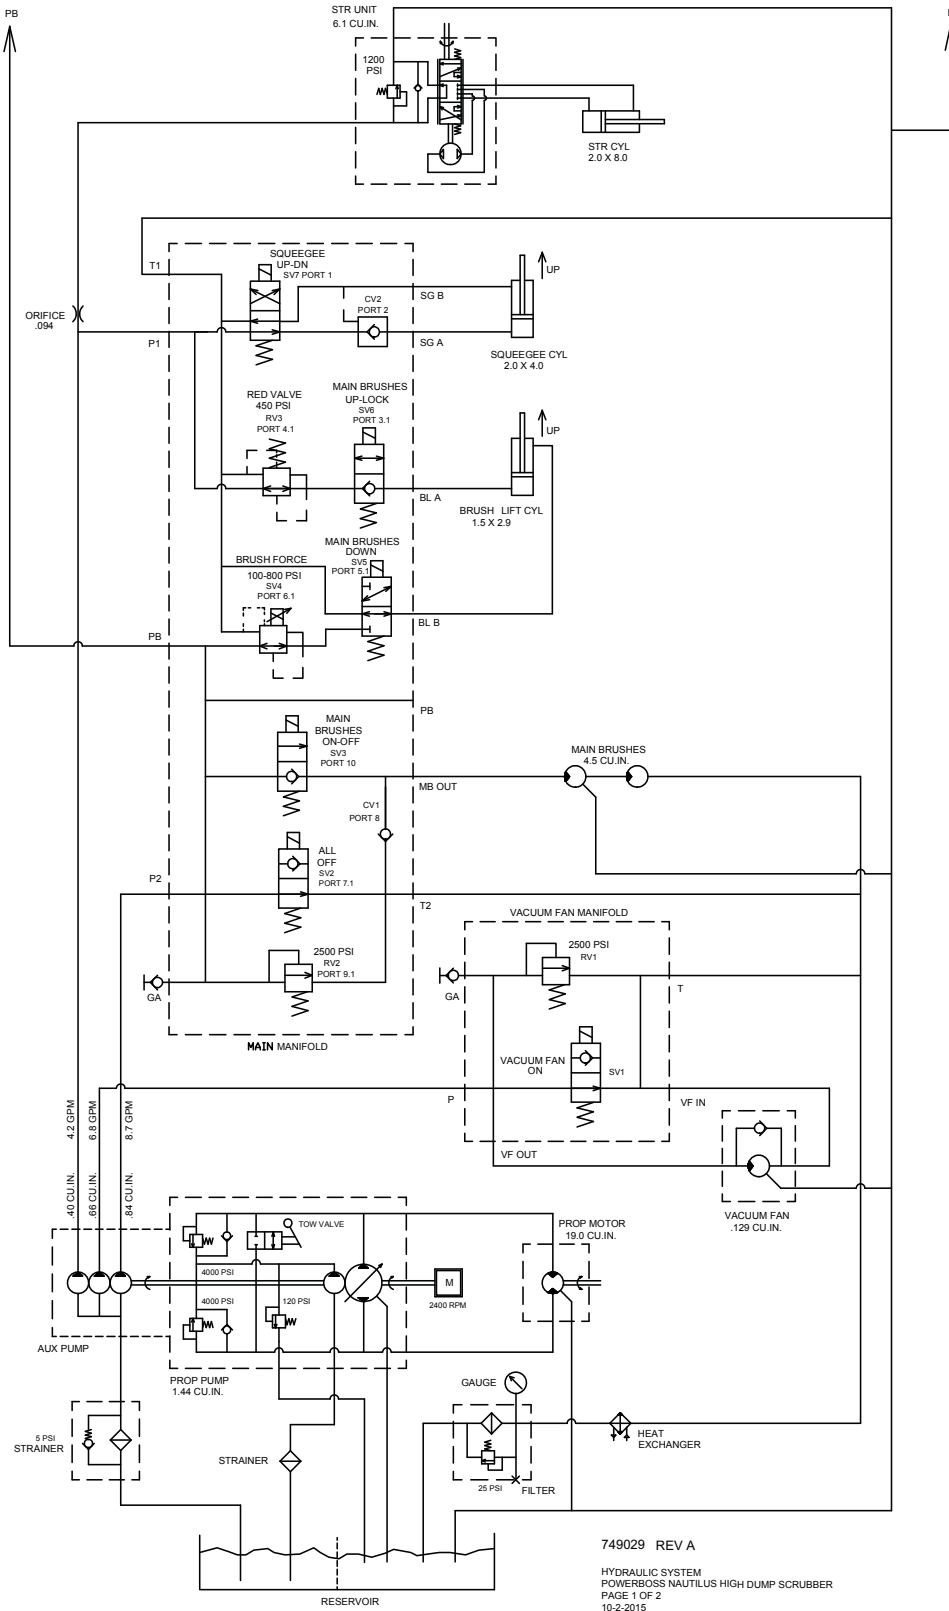 PB
STR UNIT
6.1 CU.IN.
1200
PSI
STR CYL
2.0 X 8.0
SQUEEGEE
UP-DN
SV7 PORT 1
T1
UP
CV2
PORT 2
SG B
ORIFICE
.094
P1
SG A
SQUEEGEE CYL
2.0 X 4.0
RED VALVE
450 PSI
RV3
PORT 4.1
MAIN BRUSHES
UP-LOCK
SV6
PORT 3.1
UP
BL A
BRUSH LIFT CYL
1.5 X 2.9
MAIN BRUSHES
DOWN
SV5
PORT 5.1
BRUSH FORCE
100-800 PSI
SV4
PORT 6.1
BL B
PB
PB
MAIN
BRUSHES
ON-OFF
SV3
PORT 10
MAIN BRUSHES
4.5 CU.IN.
MB OUT
CV1
PORT 8
ALL
OFF
SV2
PORT 7.1
P2
T2
VACUUM FAN MANIFOLD
2500 PSI
RV2
PORT 9.1
2500 PSI
RV1
GA
GA
T
MAIN MANIFOLD
VACUUM FAN
ON
SV1
P
VF IN
4.2 GPM
6.8 GPM
8.7 GPM
VF OUT
.40 CU.IN.
.66 CU.IN.
.84 CU.IN.
VACUUM FAN
.129 CU.IN.
TOW VALVE
PROP MOTOR
19.0 CU.IN.
4000 PSI
M
4000 PSI
120 PSI
2400 RPM
AUX PUMP
PROP PUMP
1.44 CU.IN.
GAUGE
5 PSI
STRAINER
STRAINER
HEAT
EXCHANGER
25 PSI
FILTER
749029 REV A
HYDRAULIC SYSTEM
POWERBOSS NAUTILUS HIGH DUMP SCRUBBER
PAGE 1 OF 2
10-2-2015
RESERVOIR